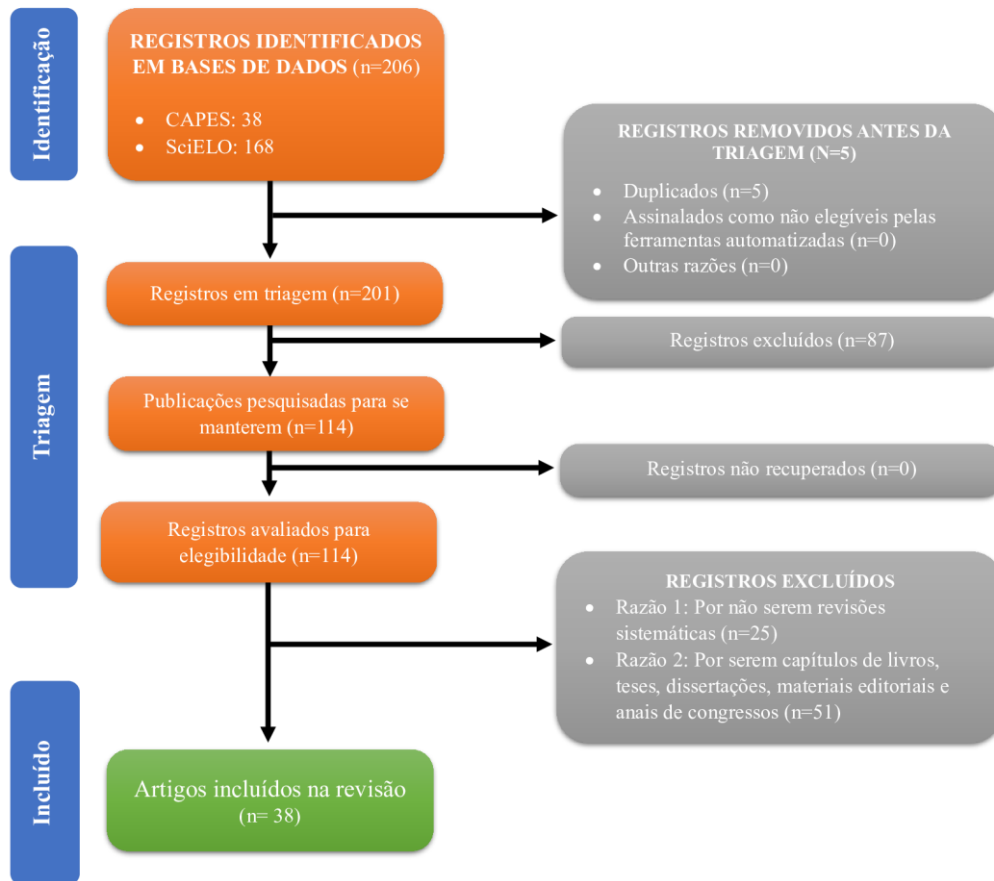 Identificação
REGISTROS IDENTIFICADOS
EM BASES DE DADOS (n=206)
• CAPES: 38
• SciELO: 168
REGISTROS REMOVIDOS ANTES DA
TRIAGEM (N=5)
• Duplicados (n=5)
• Assinalados como não elegíveis pelas
ferramentas automatizadas (n=0)
• Outras razões (n=0)
Triagem
Registros em triagem (n=201)
Registros excluídos (n=87)
Publicações pesquisadas para se
manterem (n=114)
Registros não recuperados (n=0)
Registros avaliados para
elegibilidade (n=114)
REGISTROS EXCLUÍDOS
• Razão 1: Por não serem revisões
sistemáticas (n=25)
• Razão 2: Por serem capítulos de livros,
teses, dissertações, materiais editoriais e
anais de congressos (n=51)
Incluído
Artigos incluídos na revisão
(n= 38)